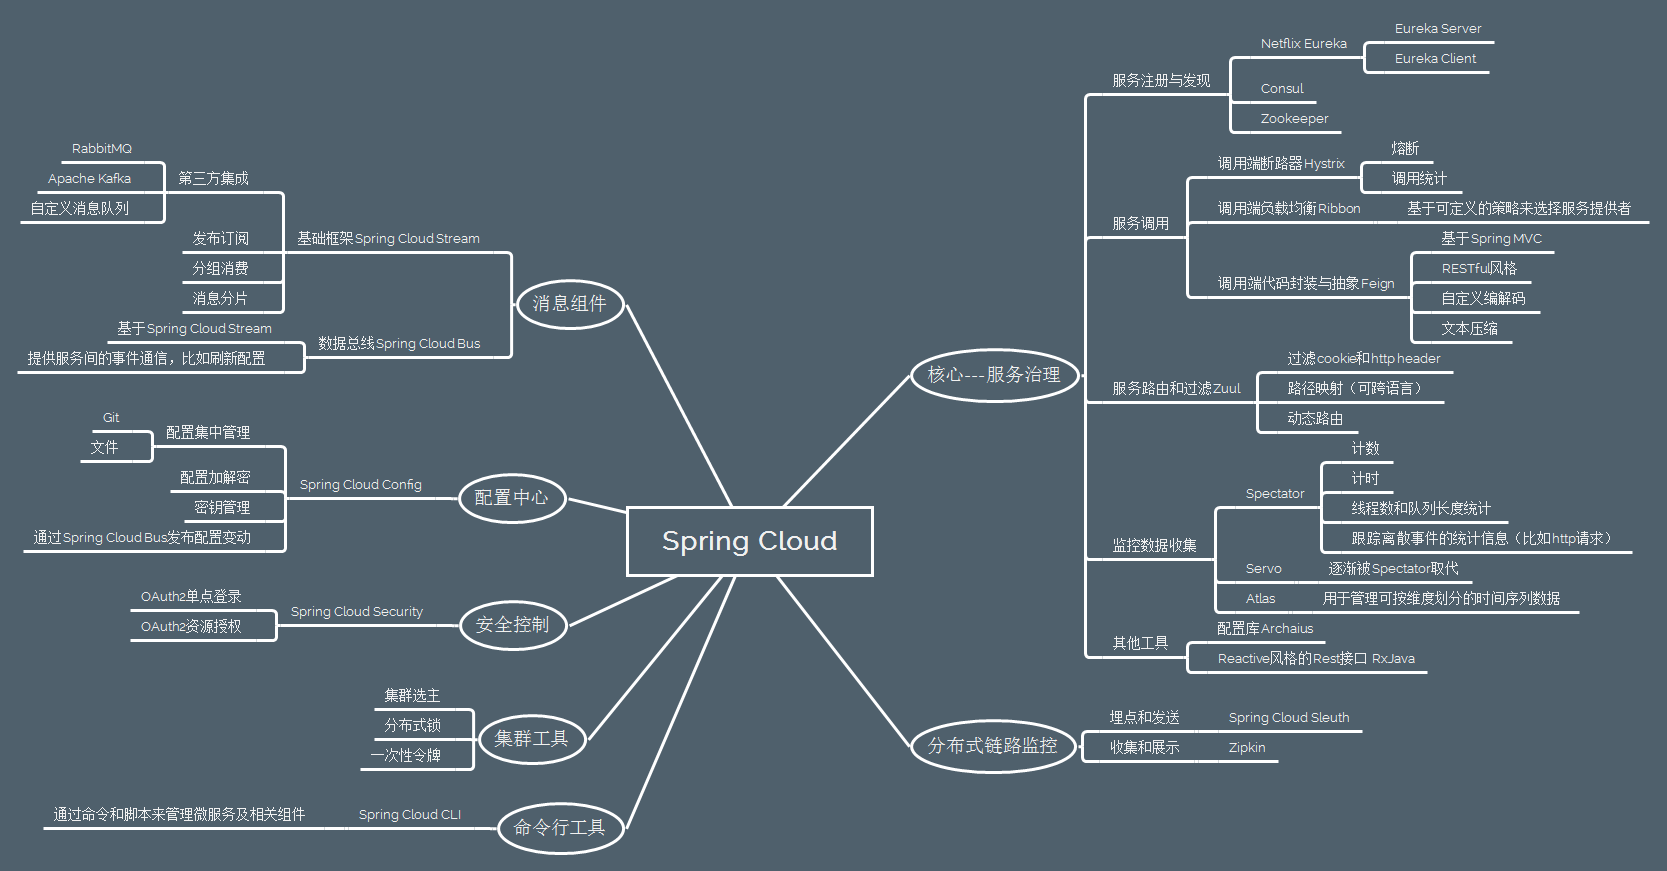 Spring Cloud
核心---服务治理
服务注册与发现
Netflix Eureka
Eureka Server
Eureka Client
Consul
Zookeeper
服务调用
调用端断路器Hystrix
熔断
调用统计
调用端负载均衡Ribbon
基于可定义的策略来选择服务提供者
调用端代码封装与抽象Feign
基于Spring MVC
RESTful风格
自定义编解码
文本压缩
服务路由和过滤Zuul
过滤cookie和http header
路径映射（可跨语言）
动态路由
监控数据收集
Spectator
计数
计时
线程数和队列长度统计
跟踪离散事件的统计信息（比如http请求）
Servo
逐渐被Spectator取代
Atlas
用于管理可按维度划分的时间序列数据
其他工具
配置库Archaius
Reactive风格的Rest接口 RxJava
分布式链路监控
埋点和发送
Spring Cloud Sleuth
收集和展示
Zipkin
消息组件
基础框架Spring Cloud Stream
第三方集成
RabbitMQ
Apache Kafka
自定义消息队列
发布订阅
分组消费
消息分片
数据总线Spring Cloud Bus
基于Spring Cloud Stream
提供服务间的事件通信，比如刷新配置
配置中心
Spring Cloud Config
配置集中管理
Git
文件
配置加解密
密钥管理
通过Spring Cloud Bus发布配置变动
安全控制
Spring Cloud Security
OAuth2单点登录
OAuth2资源授权
集群工具
集群选主
分布式锁
一次性令牌
命令行工具
Spring Cloud CLI
通过命令和脚本来管理微服务及相关组件